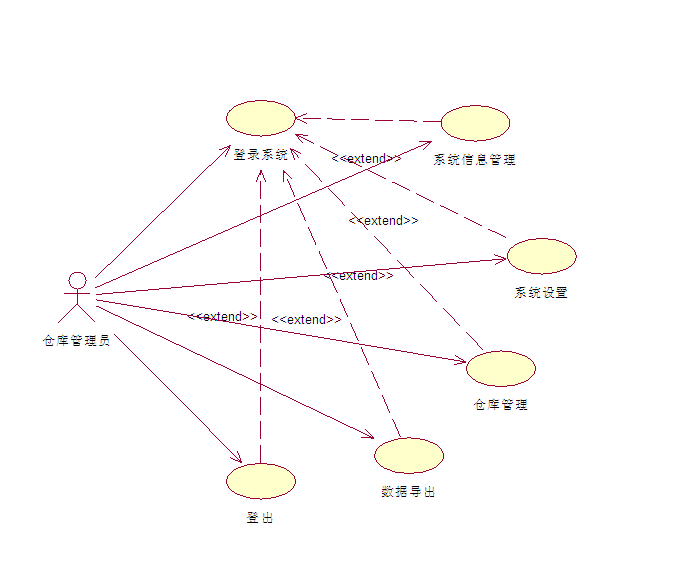 登录系统
系统信息管理
<<extend>>
<<extend>>
<<extend>>
系统设置
<<extend>>
<<extend>>
仓库管理员
仓库管理
数据导出
登出